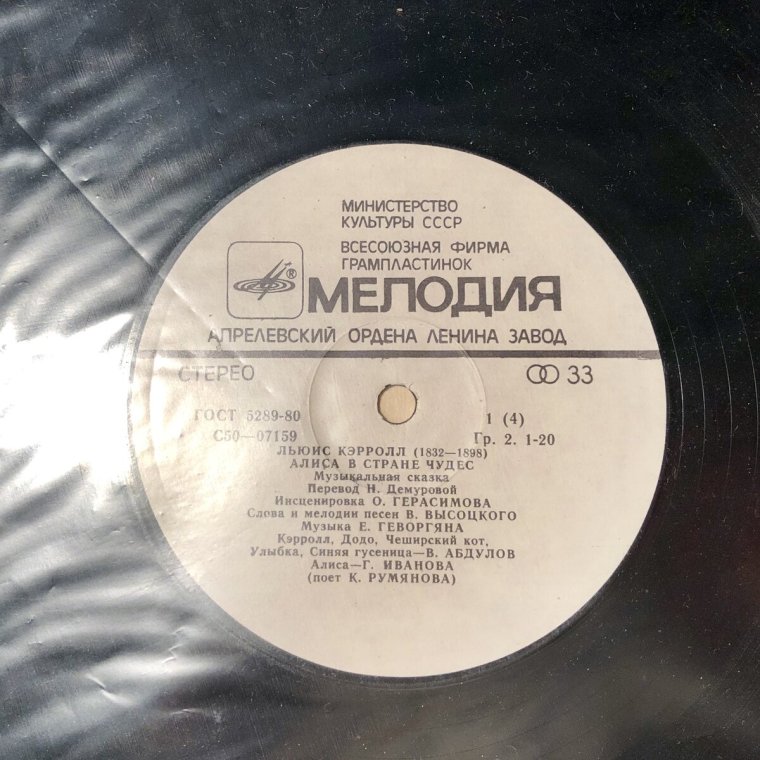 МИНИСТЕРСТВО
КУЛЬТУРЫ СССР
ВСЕСОЮЗНАЯ ФИРМА
ГРАМПЛАСТИНОК
®
МЕЛОДИЯ
АПРЕЛЕВСКИЙ ОРДЕНА ЛЕНИНА ЗАВОД
СТЕРЕО 33
ГОСТ 5289-80 1 (4)
С50—07159 Гр. 2. 1-20
ЛЬЮИС КЭРРОЛЛ (1832—1898)
АЛИСА В СТРАНЕ ЧУДЕС
Музыкальная сказка
Перевод Н. Демуровой
Инсценировка О. ГЕРАСИМОВА
Слова и мелодии песен В. ВЫСОЦКОГО
Музыка Е. ГЕВОРГЯНА
Кэрролл, Додо, Чеширский кот,
Улыбка, Синяя гусеница—В. АБДУЛОВ
Алиса—Г. ИВАНОВА
(поет К. РУМЯНОВА)